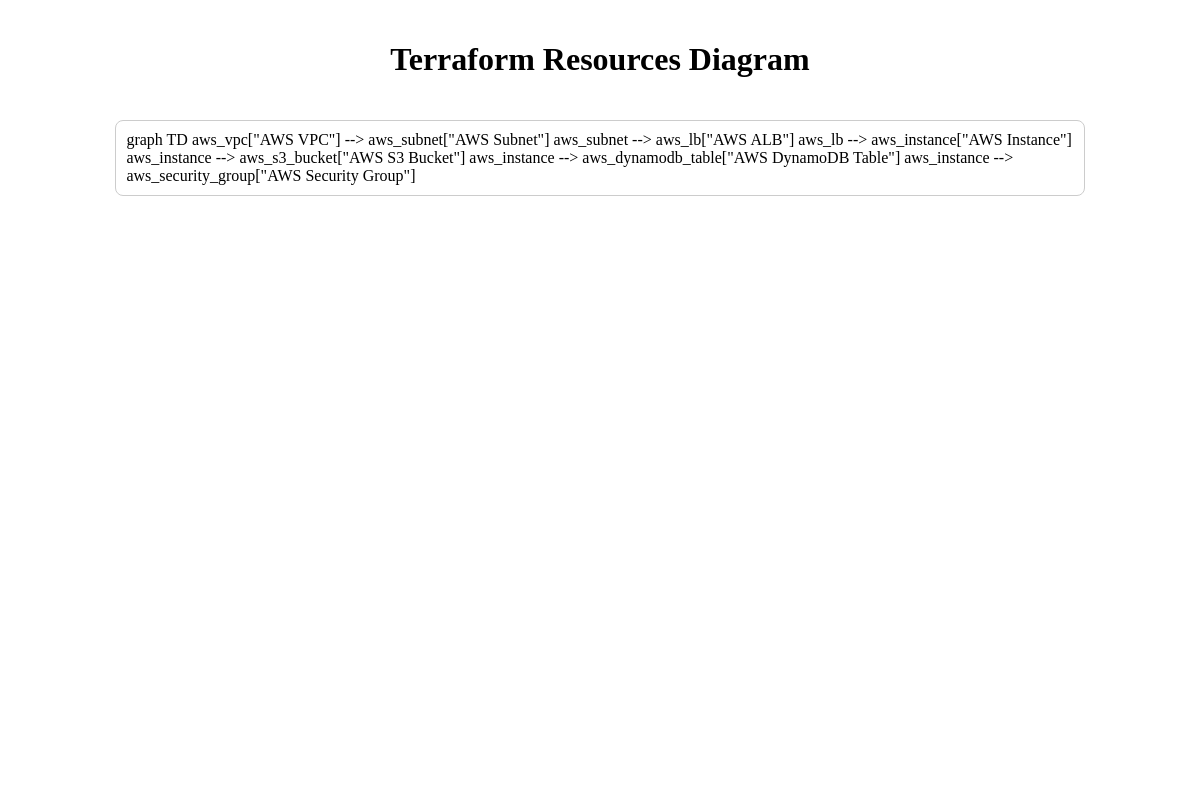 Terraform Resources Diagram
graph TD aws_vpc["AWS VPC"] --> aws_subnet["AWS Subnet"] aws_subnet --> aws_lb["AWS ALB"] aws_lb --> aws_instance["AWS Instance"]
aws_instance --> aws_s3_bucket["AWS S3 Bucket"] aws_instance --> aws_dynamodb_table["AWS DynamoDB Table"] aws_instance -->
aws_security_group["AWS Security Group"]